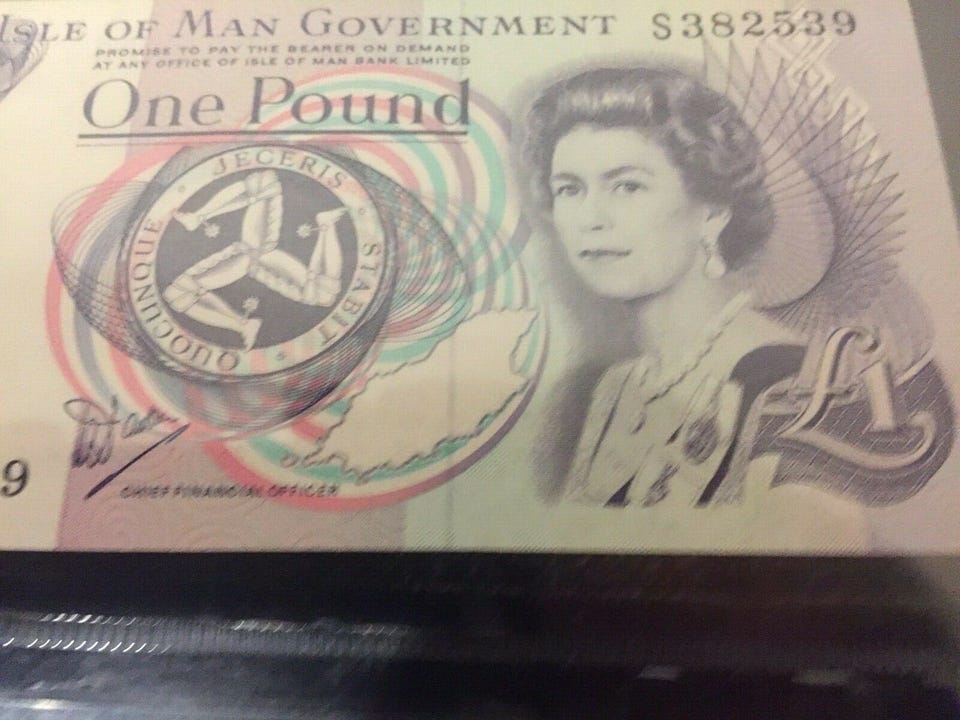 ISLE OF MAN GOVERNMENT S382539
PROMISE TO PAY THE BEARER ON DEMAND
AT ANY OFFICE OF ISLE OF MAN BANK LIMITED
One Pound
QUOCUNQUE JECERIS STABIT
£1
9
CHIEF FINANCIAL OFFICER